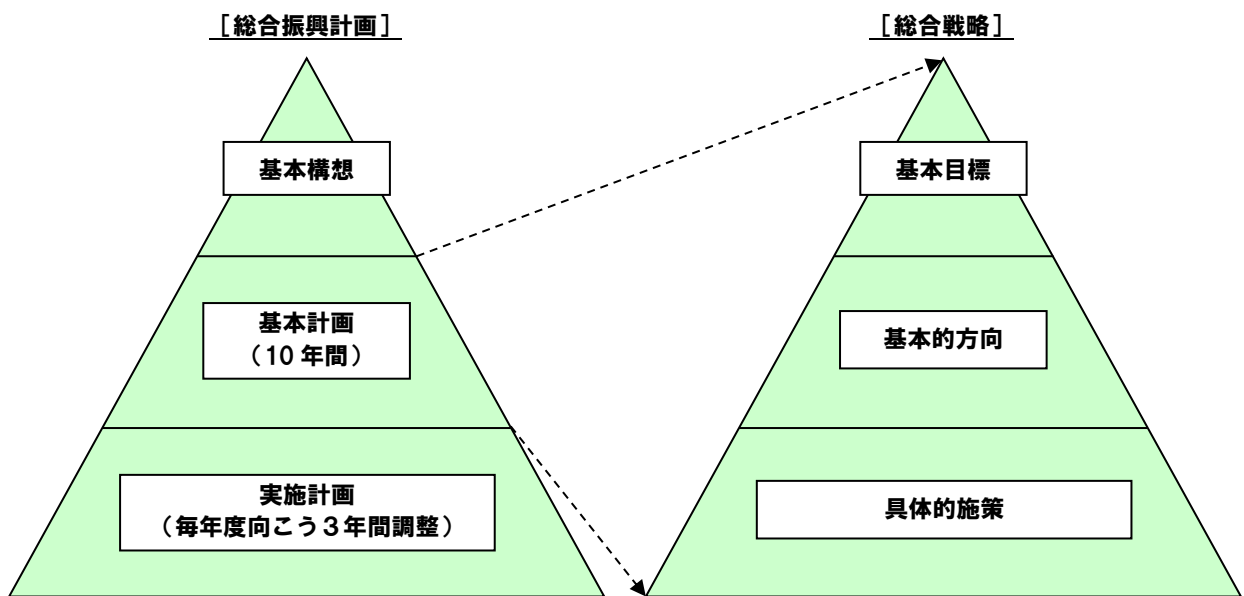 ［総合振興計画］
基本構想
基本計画
（10 年間）
実施計画
（毎年度向こう３年間調整）
［総合戦略］
基本目標
基本的方向
具体的施策